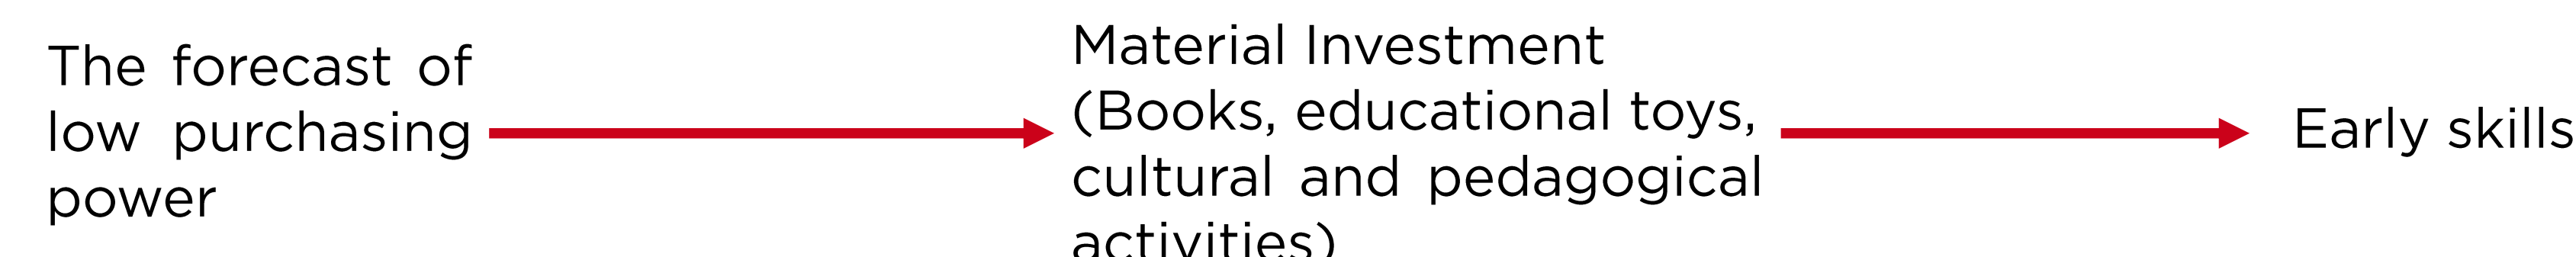 The forecast of
low purchasing
power
Material Investment
(Books, educational toys,
cultural and pedagogical
activities)
Early skills